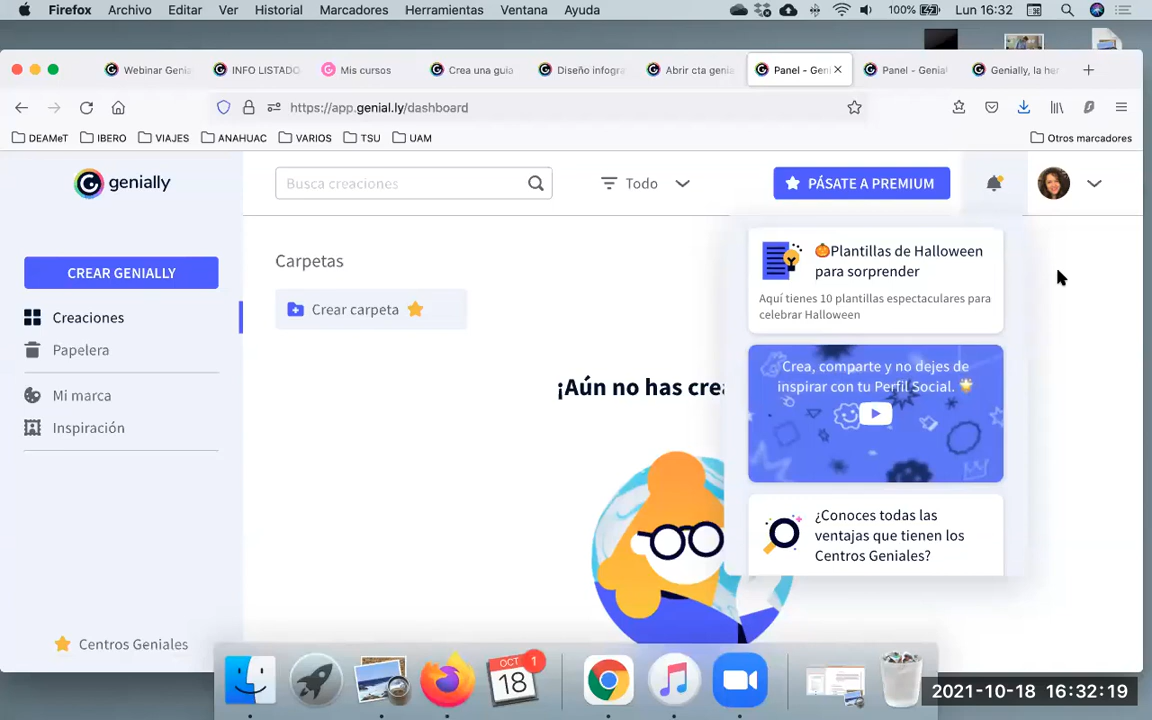 Firefox Archivo Editar Ver Historial Marcadores Herramientas Ventana Ayuda 100% Lun 16:32
Webinar Genia INFO LISTADO Mis cursos Crea una guía Diseño infogra Abrir cta genia Panel - Geni Panel - Genial Genially, la her
https://app.genial.ly/dashboard
DEAMeT IBERO VIAJES ANAHUAC VARIOS TSU UAM Otros marcadores
genially
Busca creaciones
Todo
PÁSATE A PREMIUM
CREAR GENIALLY
Creaciones
Papelera
Mi marca
Inspiración
Centros Geniales
Carpetas
Crear carpeta
¡Aún no has crea
Plantillas de Halloween
para sorprender
Aquí tienes 10 plantillas espectaculares para
celebrar Halloween
Crea, comparte y no dejes de
inspirar con tu Perfil Social.
¿Conoces todas las
ventajas que tienen los
Centros Geniales?
OCT 1
18
2021-10-18 16:32:19